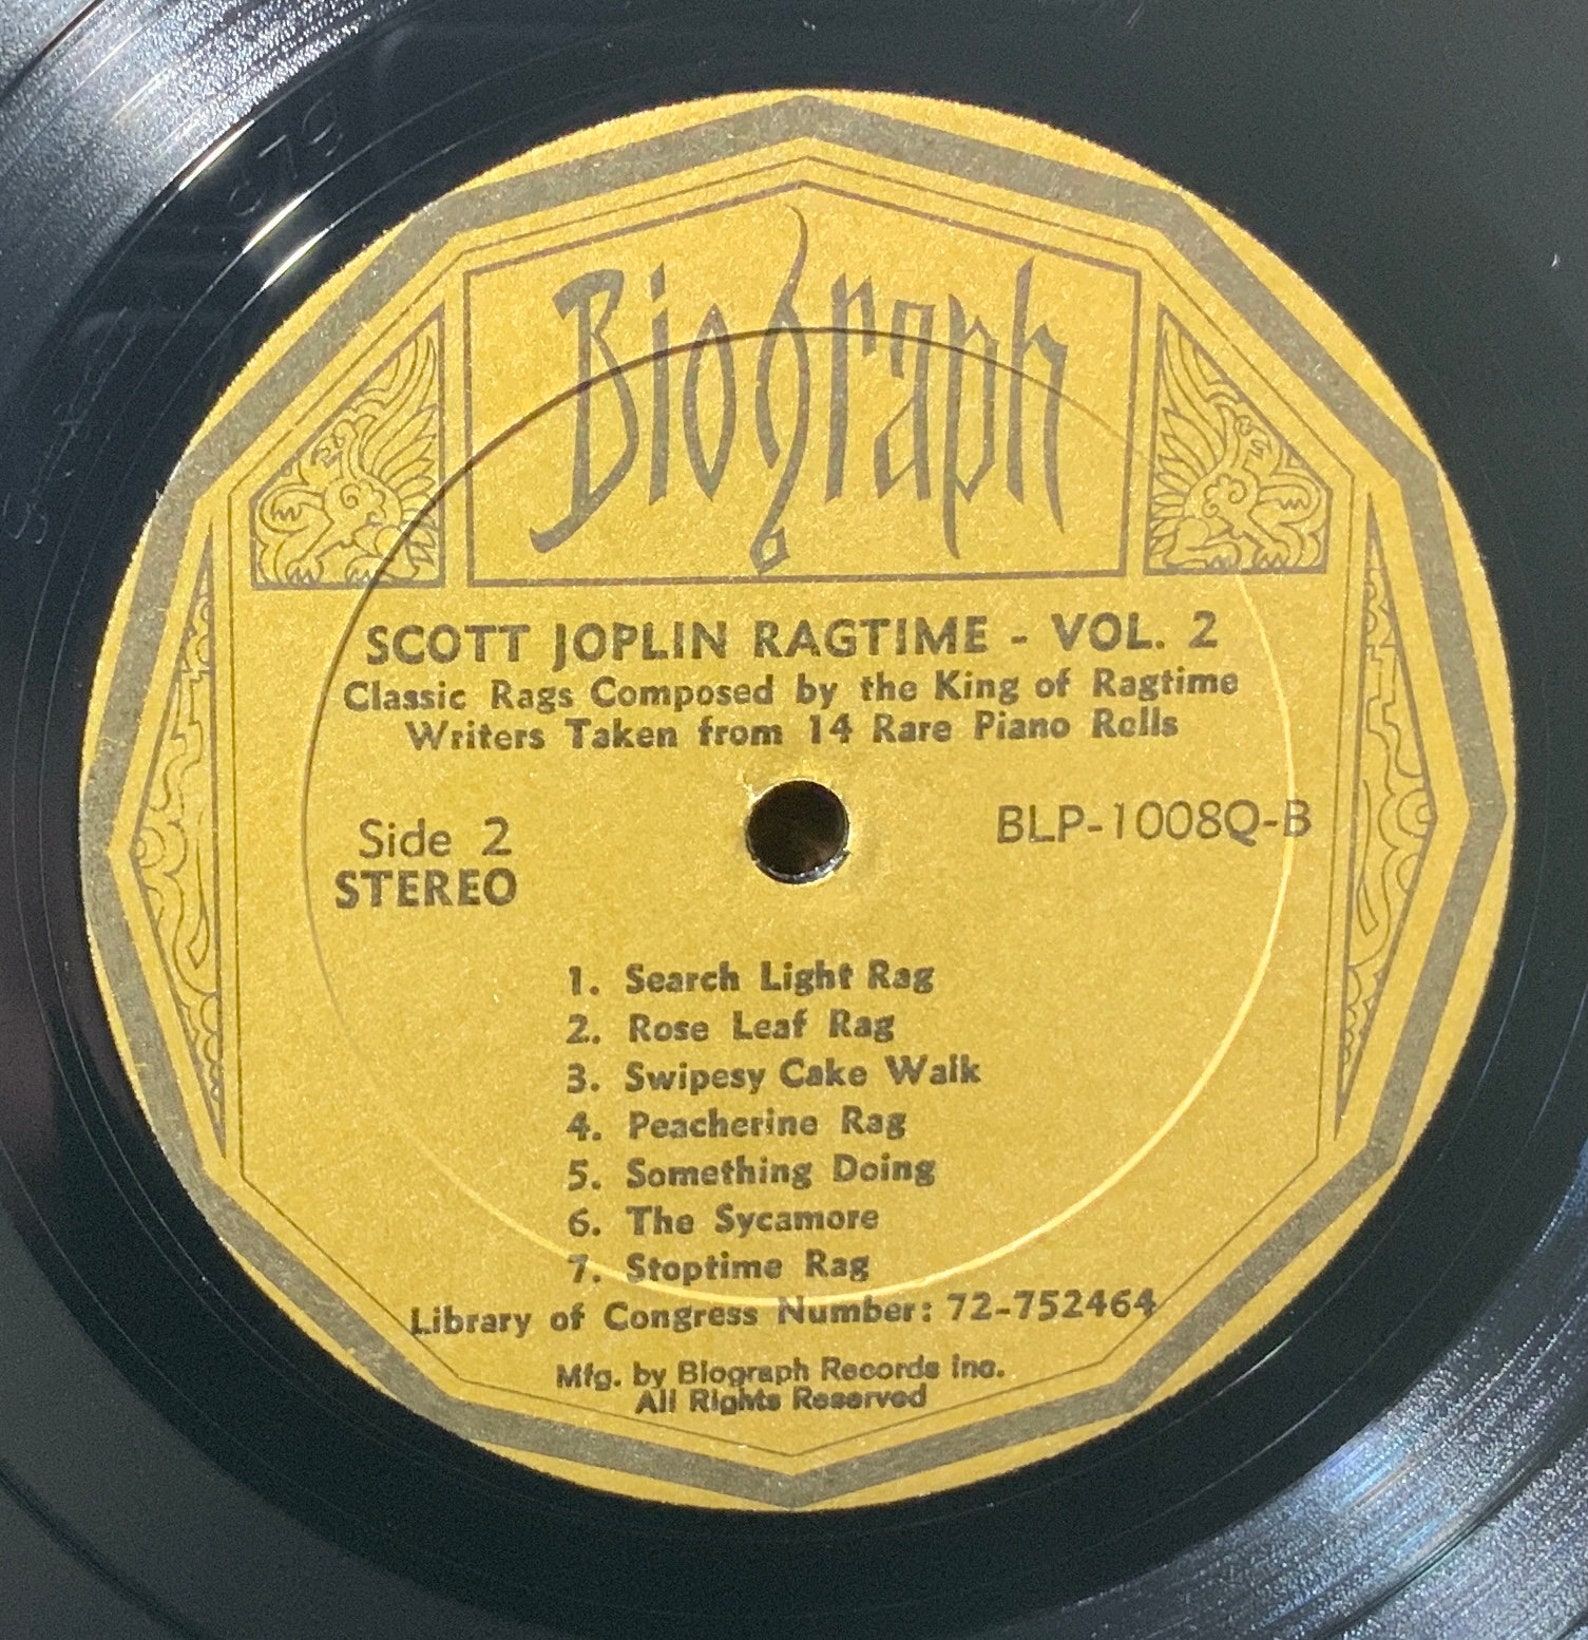 Biograph
SCOTT JOPLIN RAGTIME - VOL. 2
Classic Rags Composed by the King of Ragtime
Writers Taken from 14 Rare Piano Rolls
Side 2
BLP-1008Q-B
STEREO
1. Search Light Rag
2. Rose Leaf Rag
3. Swipesy Cake Walk
4. Peacherine Rag
5. Something Doing
6. The Sycamore
7. Stoptime Rag
Library of Congress Number: 72-752464
Mfg. by Biograph Records Inc.
All Rights Reserved